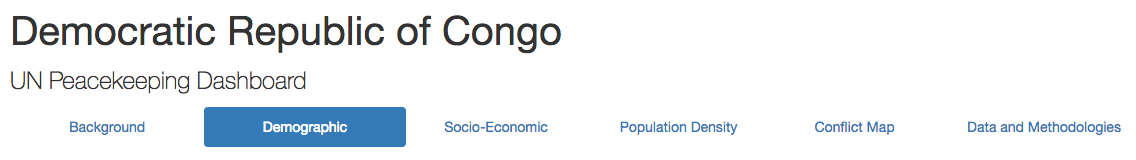 Democratic Republic of Congo
UN Peacekeeping Dashboard
Background Demographic Socio-Economic Population Density Conflict Map Data and Methodologies